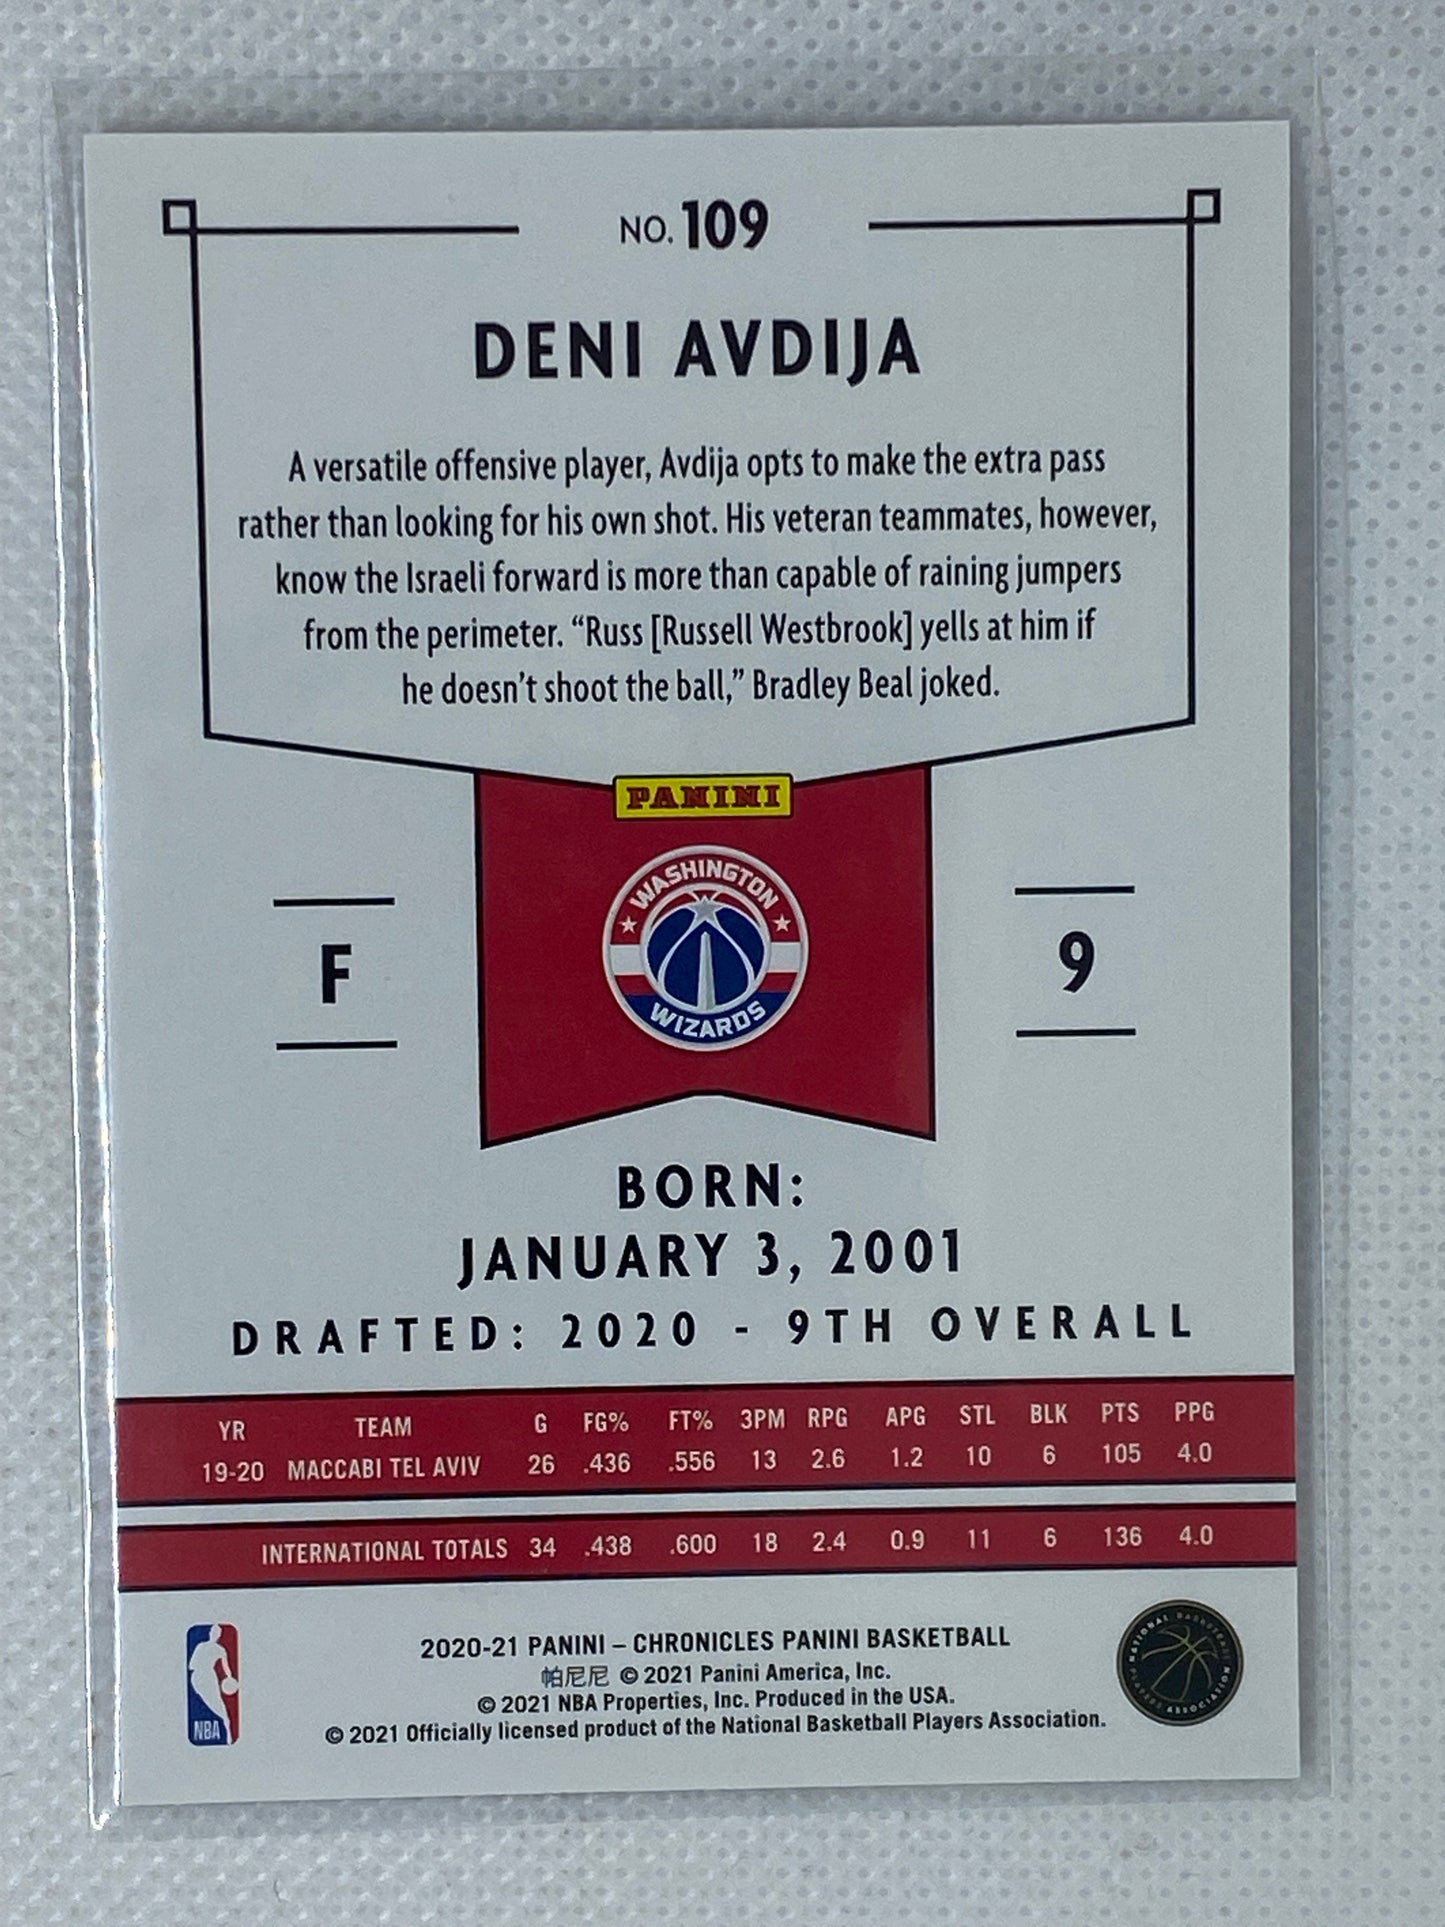 NO. 109
DENI AVDIJA
A versatile offensive player, Avdija opts to make the extra pass
rather than looking for his own shot. His veteran teammates, however,
know the Israeli forward is more than capable of raining jumpers
from the perimeter. “Russ [Russell Westbrook] yells at him if
he doesn’t shoot the ball,” Bradley Beal joked.
PANINI
WASHINGTON
WIZARDS
F
9
BORN:
JANUARY 3, 2001
DRAFTED: 2020 - 9TH OVERALL
YR TEAM G FG% FT% 3PM RPG APG STL BLK PTS PPG
19-20 MACCABI TEL AVIV 26 .436 .556 13 2.6 1.2 10 6 105 4.0
INTERNATIONAL TOTALS 34 .438 .600 18 2.4 0.9 11 6 136 4.0
2020-21 PANINI – CHRONICLES PANINI BASKETBALL
帕尼尼 © 2021 Panini America, Inc.
© 2021 NBA Properties, Inc. Produced in the USA.
© 2021 Officially licensed product of the National Basketball Players Association.
NBA
NATIONAL BASKETBALL
PLAYERS ASSOCIATION